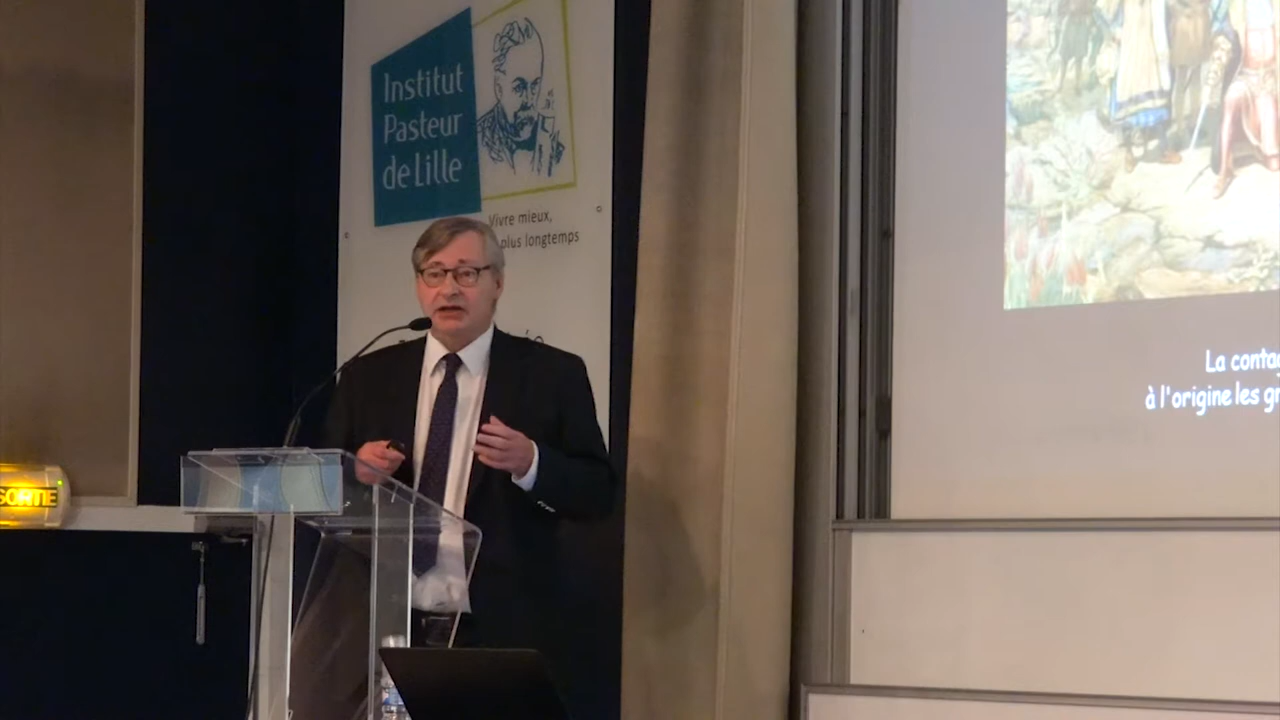 Institut
Pasteur
de Lille
Vivre mieux,
plus longtemps
SORTIE
La contag
à l'origine les gr